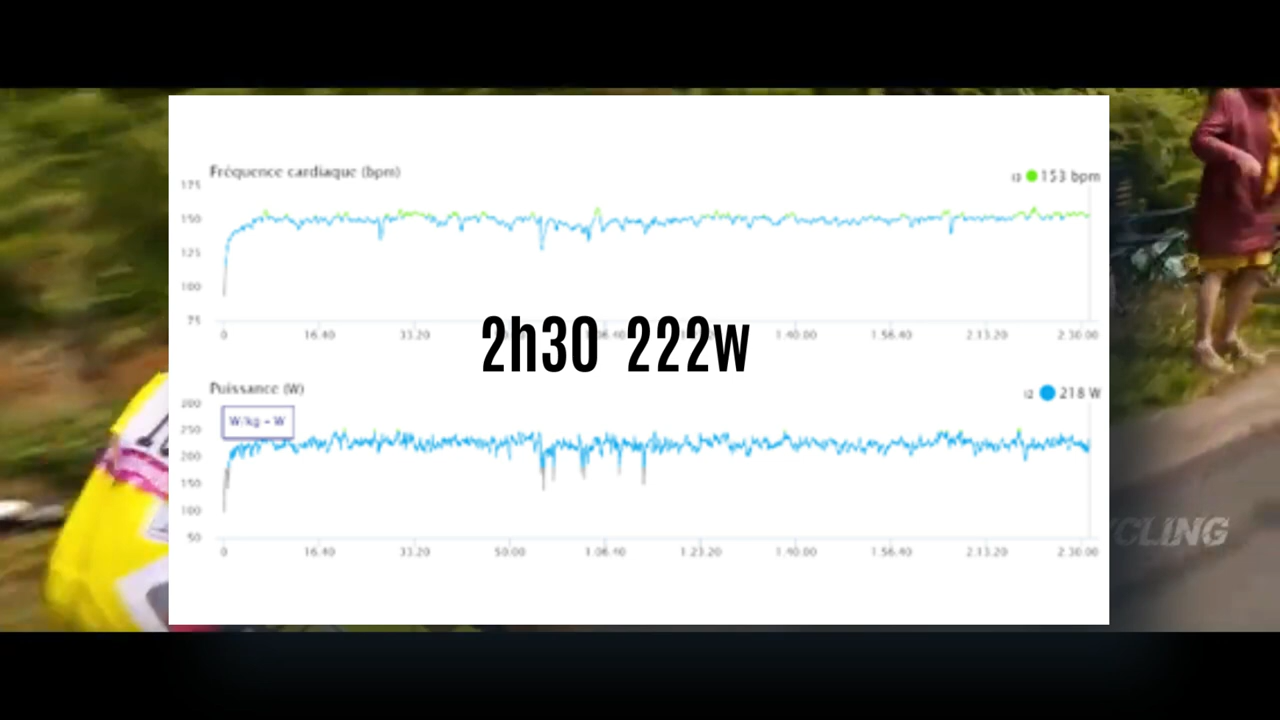 Fréquence cardiaque (bpm)
153 bpm
175
150
125
100
75
0 16.40 33.20 1.40.00 1.56.40 2.13.20 2.30.00
2h30 222w
Puissance (W)
218 W
300
W/kg - W
250
200
150
100
50
0 16.40 33.20 50.00 1.06.40 1.23.20 1.40.00 1.56.40 2.13.20 2.30.00
CYCLING